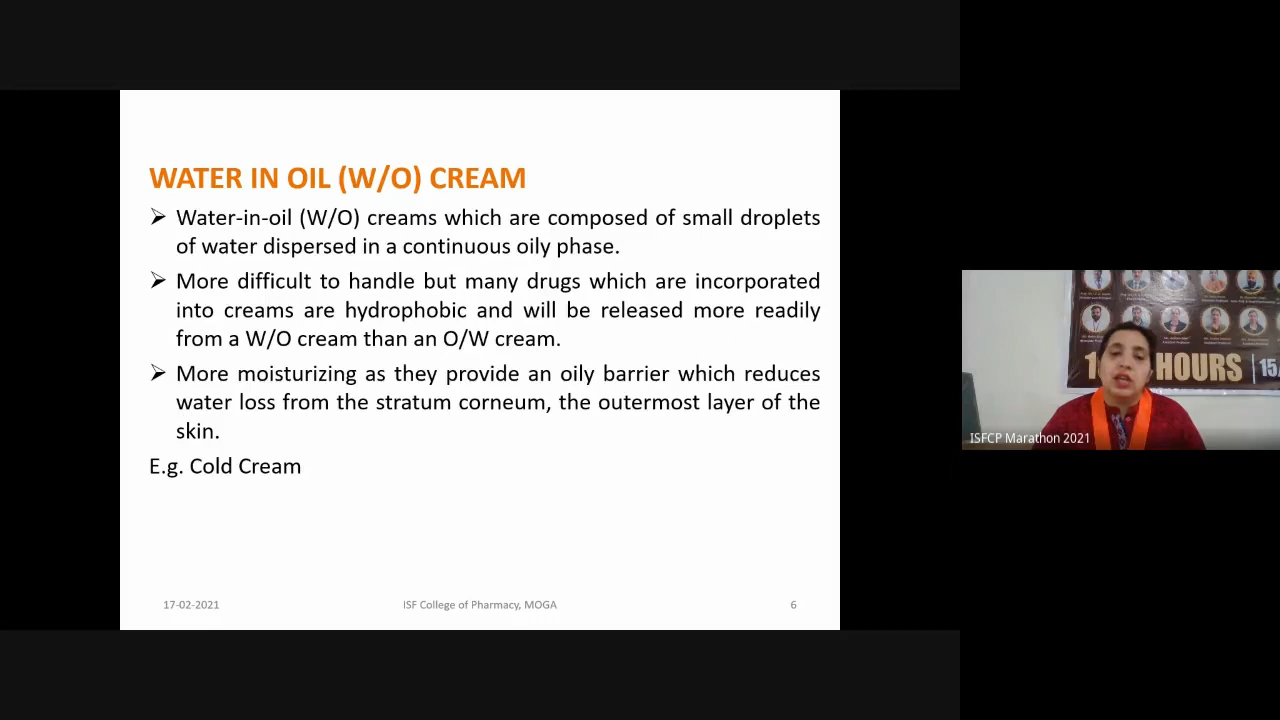 WATER IN OIL (W/O) CREAM
➢ Water-in-oil (W/O) creams which are composed of small droplets
of water dispersed in a continuous oily phase.
➢ More difficult to handle but many drugs which are incorporated
into creams are hydrophobic and will be released more readily
from a W/O cream than an O/W cream.
➢ More moisturizing as they provide an oily barrier which reduces
water loss from the stratum corneum, the outermost layer of the
skin.
E.g. Cold Cream
17-02-2021 ISF College of Pharmacy, MOGA 6
HOURS
ISFCP Marathon 2021